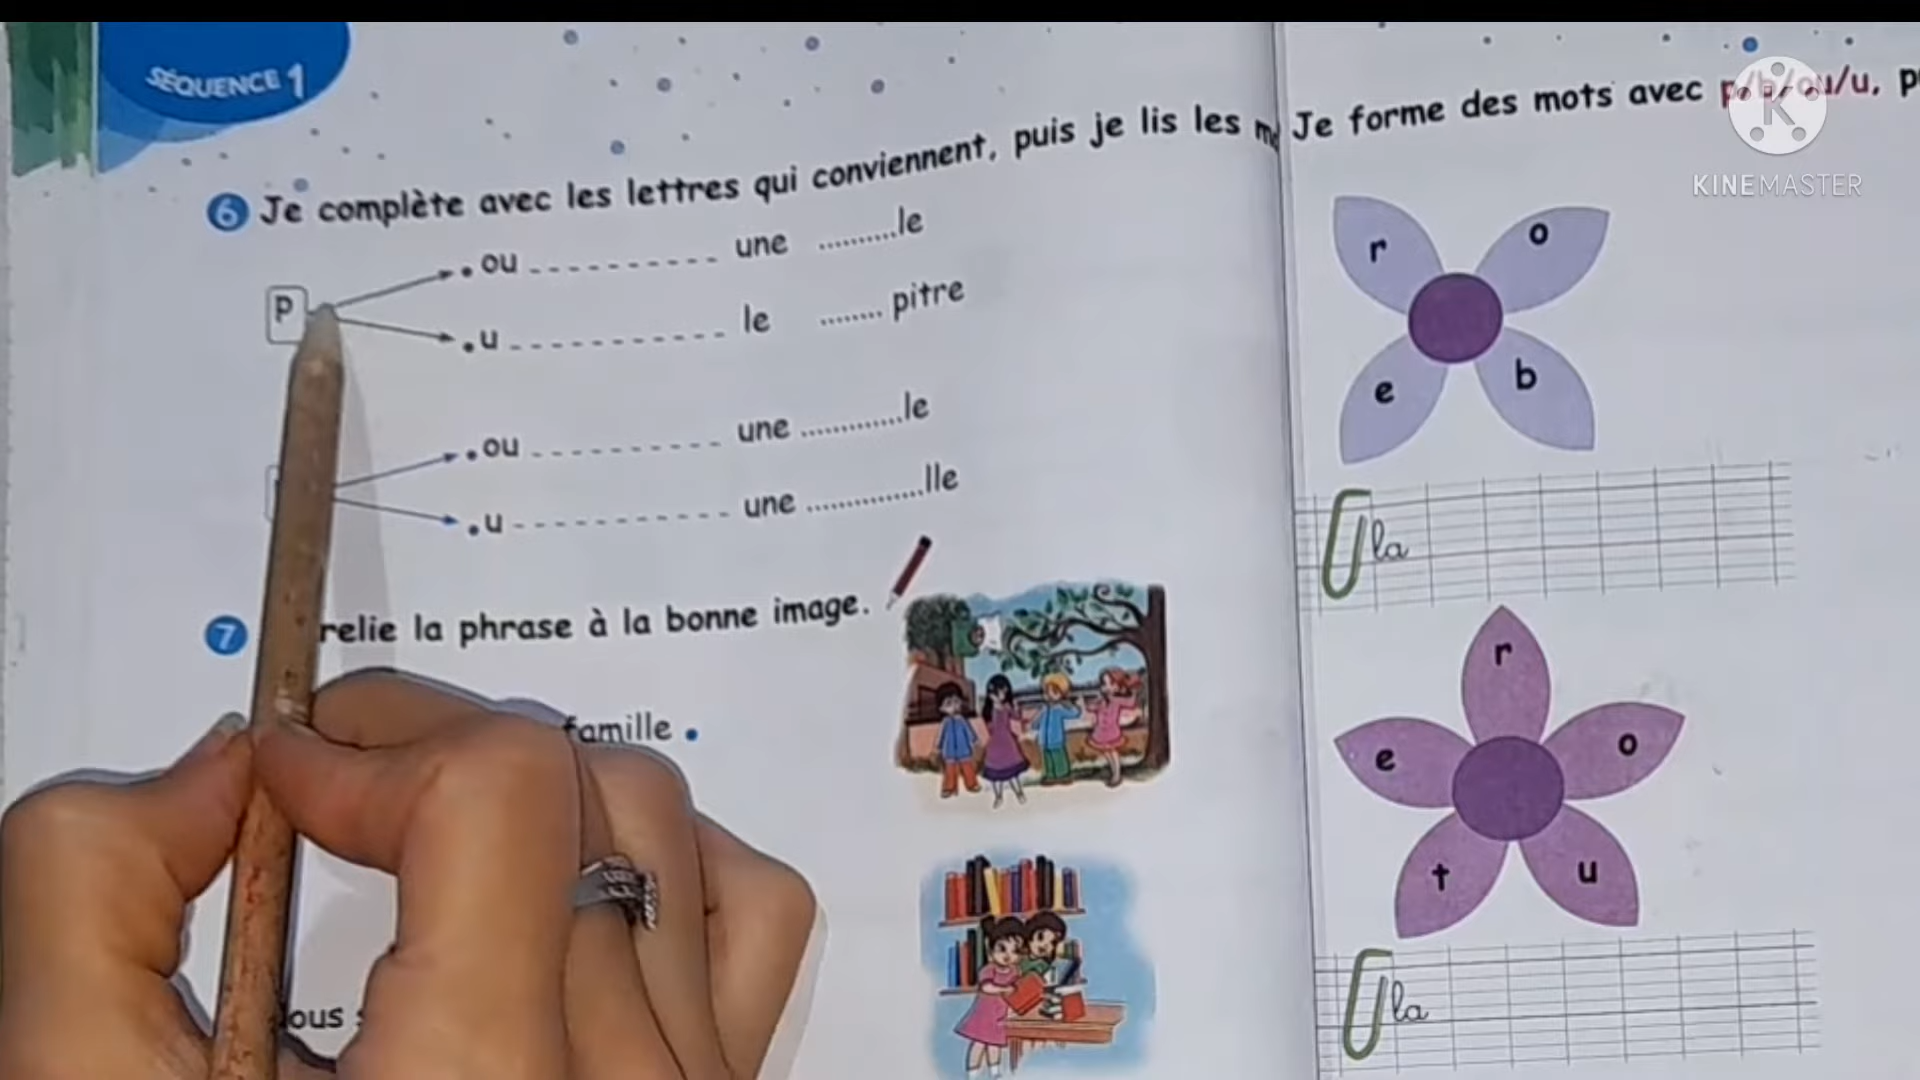 SÉQUENCE 1
6 Je complète avec les lettres qui conviennent, puis je lis les
p
. ou _ _ _ _ _ _ _ _ _ _ une ..........le
. u _ _ _ _ _ _ _ _ _ _ _ le ........ pitre
. ou _ _ _ _ _ _ _ _ _ _ une .............le
. u _ _ _ _ _ _ _ _ _ _ _ une ..............lle
7 relie la phrase à la bonne image.
famille .
ous
Je forme des mots avec p/b/ou/u, p
KINEMASTER
r
o
e
b
la
r
e
o
t
u
la